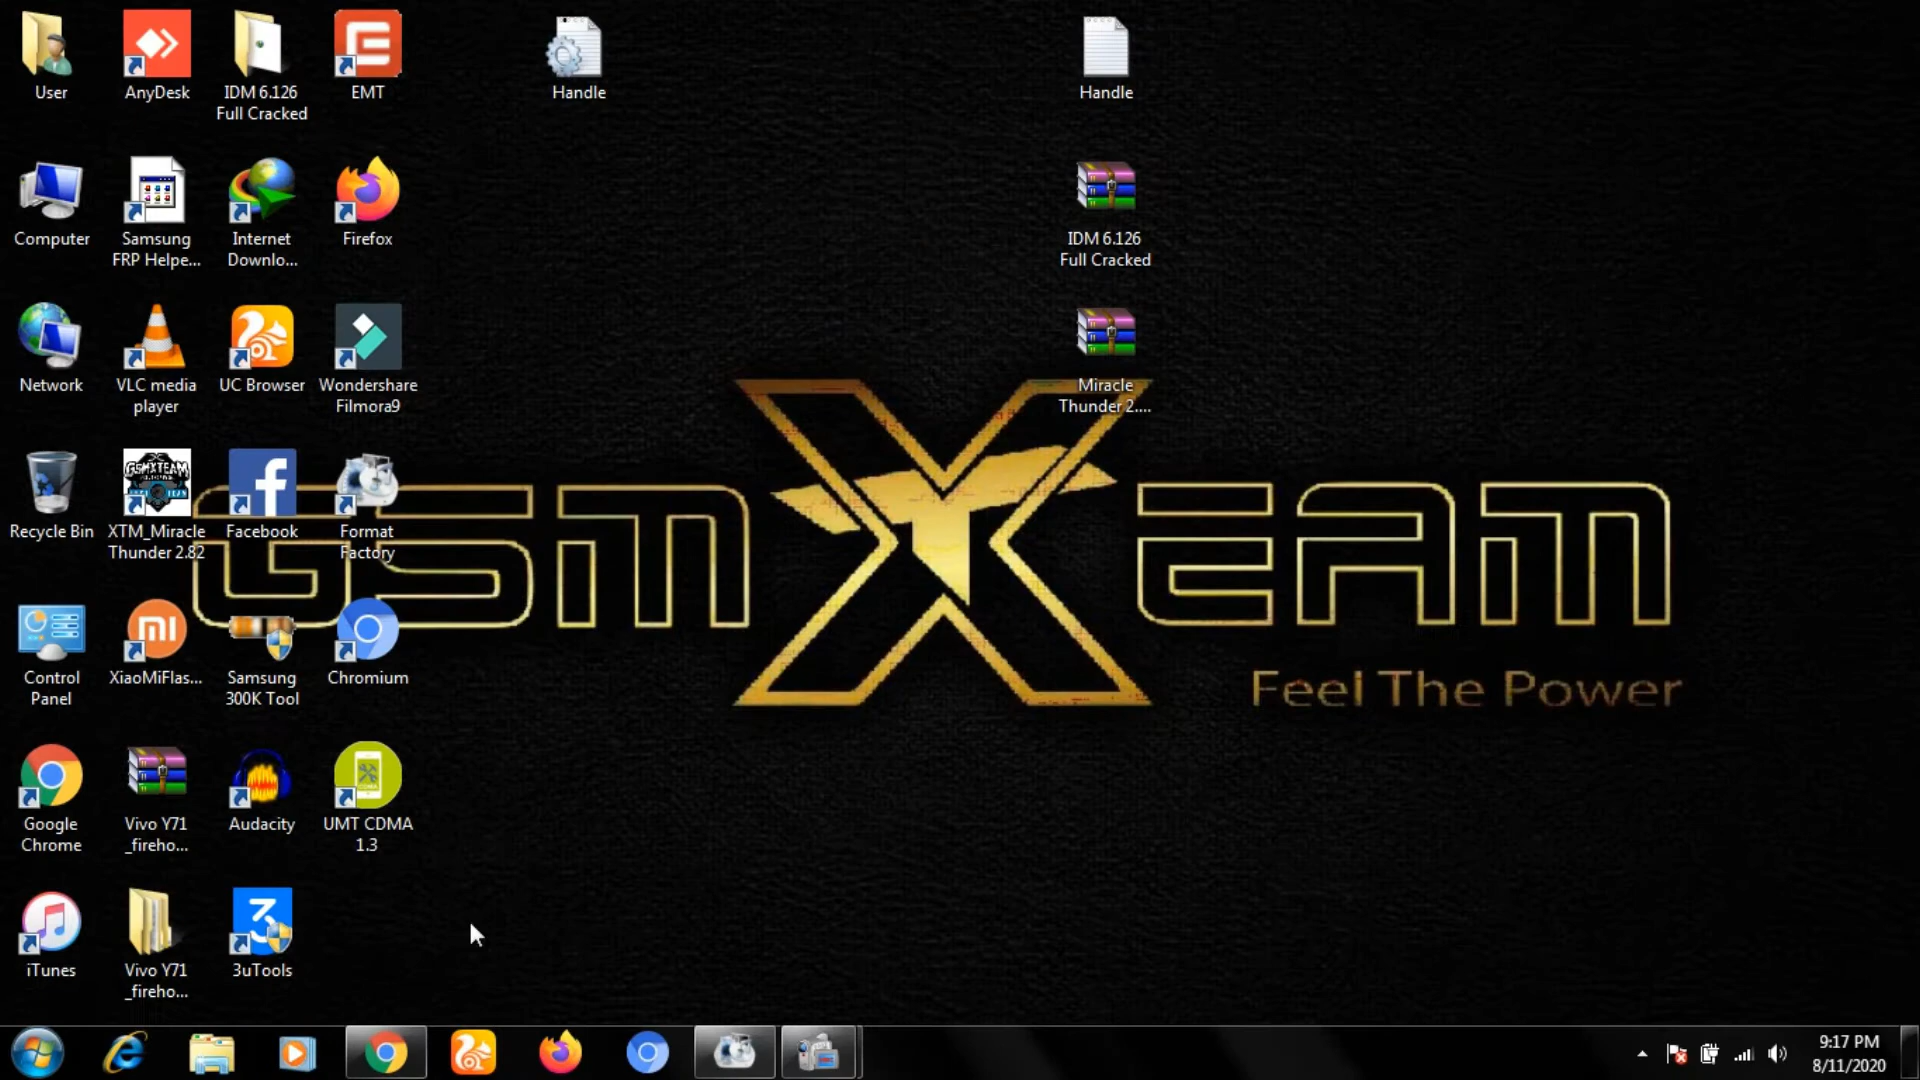 User
AnyDesk
IDM 6.126
Full Cracked
EMT
Handle
Handle
Computer
Samsung
FRP Helpe...
Internet
Downlo...
Firefox
IDM 6.126
Full Cracked
Network
VLC media
player
UC Browser
Wondershare
Filmora9
Miracle
Thunder 2....
Recycle Bin
GSMXTEAM
XTM_Miracle
Thunder 2.82
Facebook
Format
Factory
GSMXTEAM
Feel The Power
Control
Panel
XiaoMiFlas...
Samsung
300K Tool
Chromium
Google
Chrome
Vivo Y71
_fireho...
Audacity
UMT CDMA
1.3
iTunes
Vivo Y71
_fireho...
3uTools
9:17 PM
8/11/2020